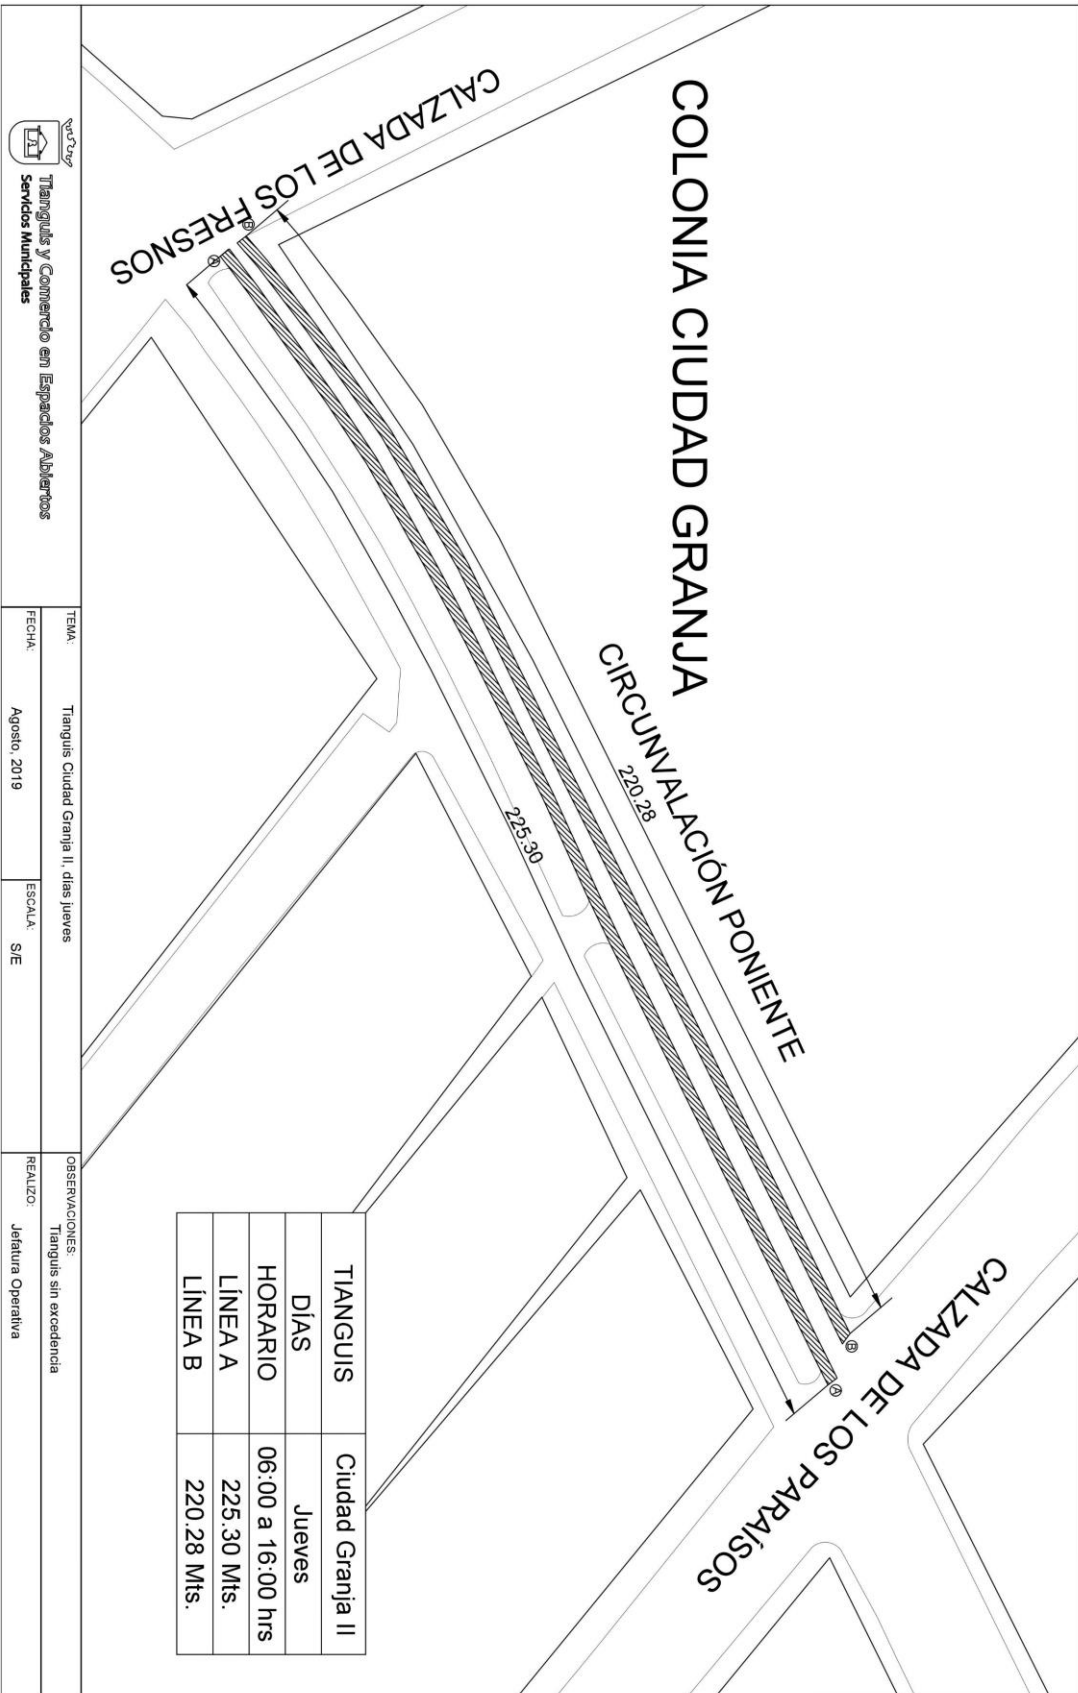 COLONIA CIUDAD GRANJA
CALZADA DE LOS FRESNOS
CIRCUNVALACIÓN PONIENTE
220.28
225.30
CALZADA DE LOS PARAÍSOS
B
A
B
A
TIANGUIS Ciudad Granja II
DÍAS Jueves
HORARIO 06:00 a 16:00 hrs
LÍNEA A 225.30 Mts.
LÍNEA B 220.28 Mts.
Tianguis y Comercio en Espacios Abiertos
Servicios Municipales
TEMA: Tianguis Ciudad Granja II, días jueves
FECHA: Agosto, 2019
ESCALA: S/E
OBSERVACIONES:
Tianguis sin excedencia
REALIZO: Jefatura Operativa